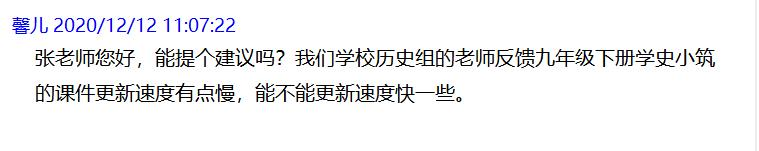 馨儿 2020/12/12 11:07:22
张老师您好，能提个建议吗？我们学校历史组的老师反馈九年级下册学史小筑
的课件更新速度有点慢，能不能更新速度快一些。